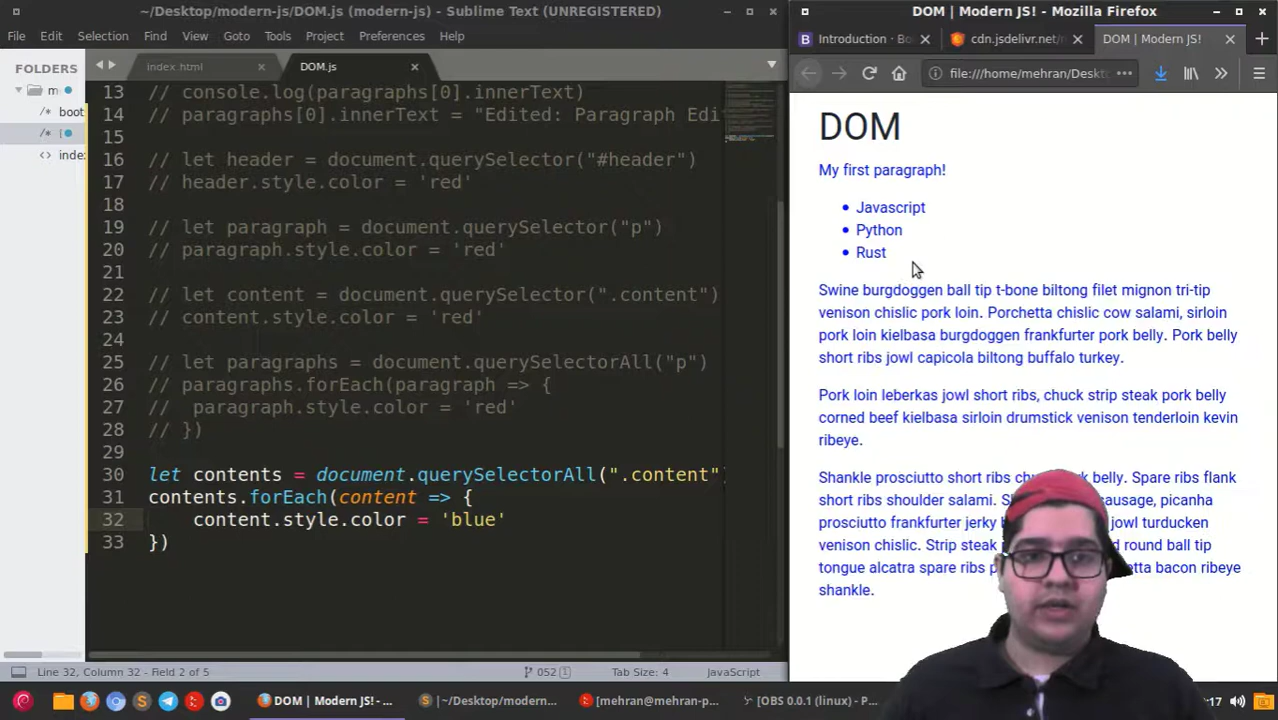 ~/Desktop/modern-js/DOM.js (modern-js) - Sublime Text (UNREGISTERED)
File Edit Selection Find View Goto Tools Project Preferences Help
FOLDERS
m
boot
index
index.html
DOM.js
13 // console.log(paragraphs[0].innerText)
14 // paragraphs[0].innerText = "Edited: Paragraph Edi
15
16 // let header = document.querySelector("#header")
17 // header.style.color = 'red'
18
19 // let paragraph = document.querySelector("p")
20 // paragraph.style.color = 'red'
21
22 // let content = document.querySelector(".content")
23 // content.style.color = 'red'
24
25 // let paragraphs = document.querySelectorAll("p")
26 // paragraphs.forEach(paragraph => {
27 // paragraph.style.color = 'red'
28 // })
29
30 let contents = document.querySelectorAll(".content"
31 contents.forEach(content => {
32 content.style.color = 'blue'
33 })
Line 32, Column 32 - Field 2 of 5
052 1
Tab Size: 4
JavaScript
DOM | Modern JS! - Mozilla Firefox
Introduction · Bo
cdn.jsdelivr.net/
DOM | Modern JS!
file:///home/mehran/Deskt
DOM
My first paragraph!
Javascript
Python
Rust
Swine burgdoggen ball tip t-bone biltong filet mignon tri-tip
venison chislic pork loin. Porchetta chislic cow salami, sirloin
pork loin kielbasa burgdoggen frankfurter pork belly. Pork belly
short ribs jowl capicola biltong buffalo turkey.
Pork loin leberkas jowl short ribs, chuck strip steak pork belly
corned beef kielbasa sirloin drumstick venison tenderloin kevin
ribeye.
Shankle prosciutto short ribs ch k belly. Spare ribs flank
short ribs shoulder salami. S sausage, picanha
prosciutto frankfurter jerky jowl turducken
venison chislic. Strip steak d round ball tip
tongue alcatra spare ribs p etta bacon ribeye
shankle.
DOM | Modern JS! - ...
~/Desktop/modern...
[mehran@mehran-p...
[OBS 0.0.1 (linux) - P...
:17